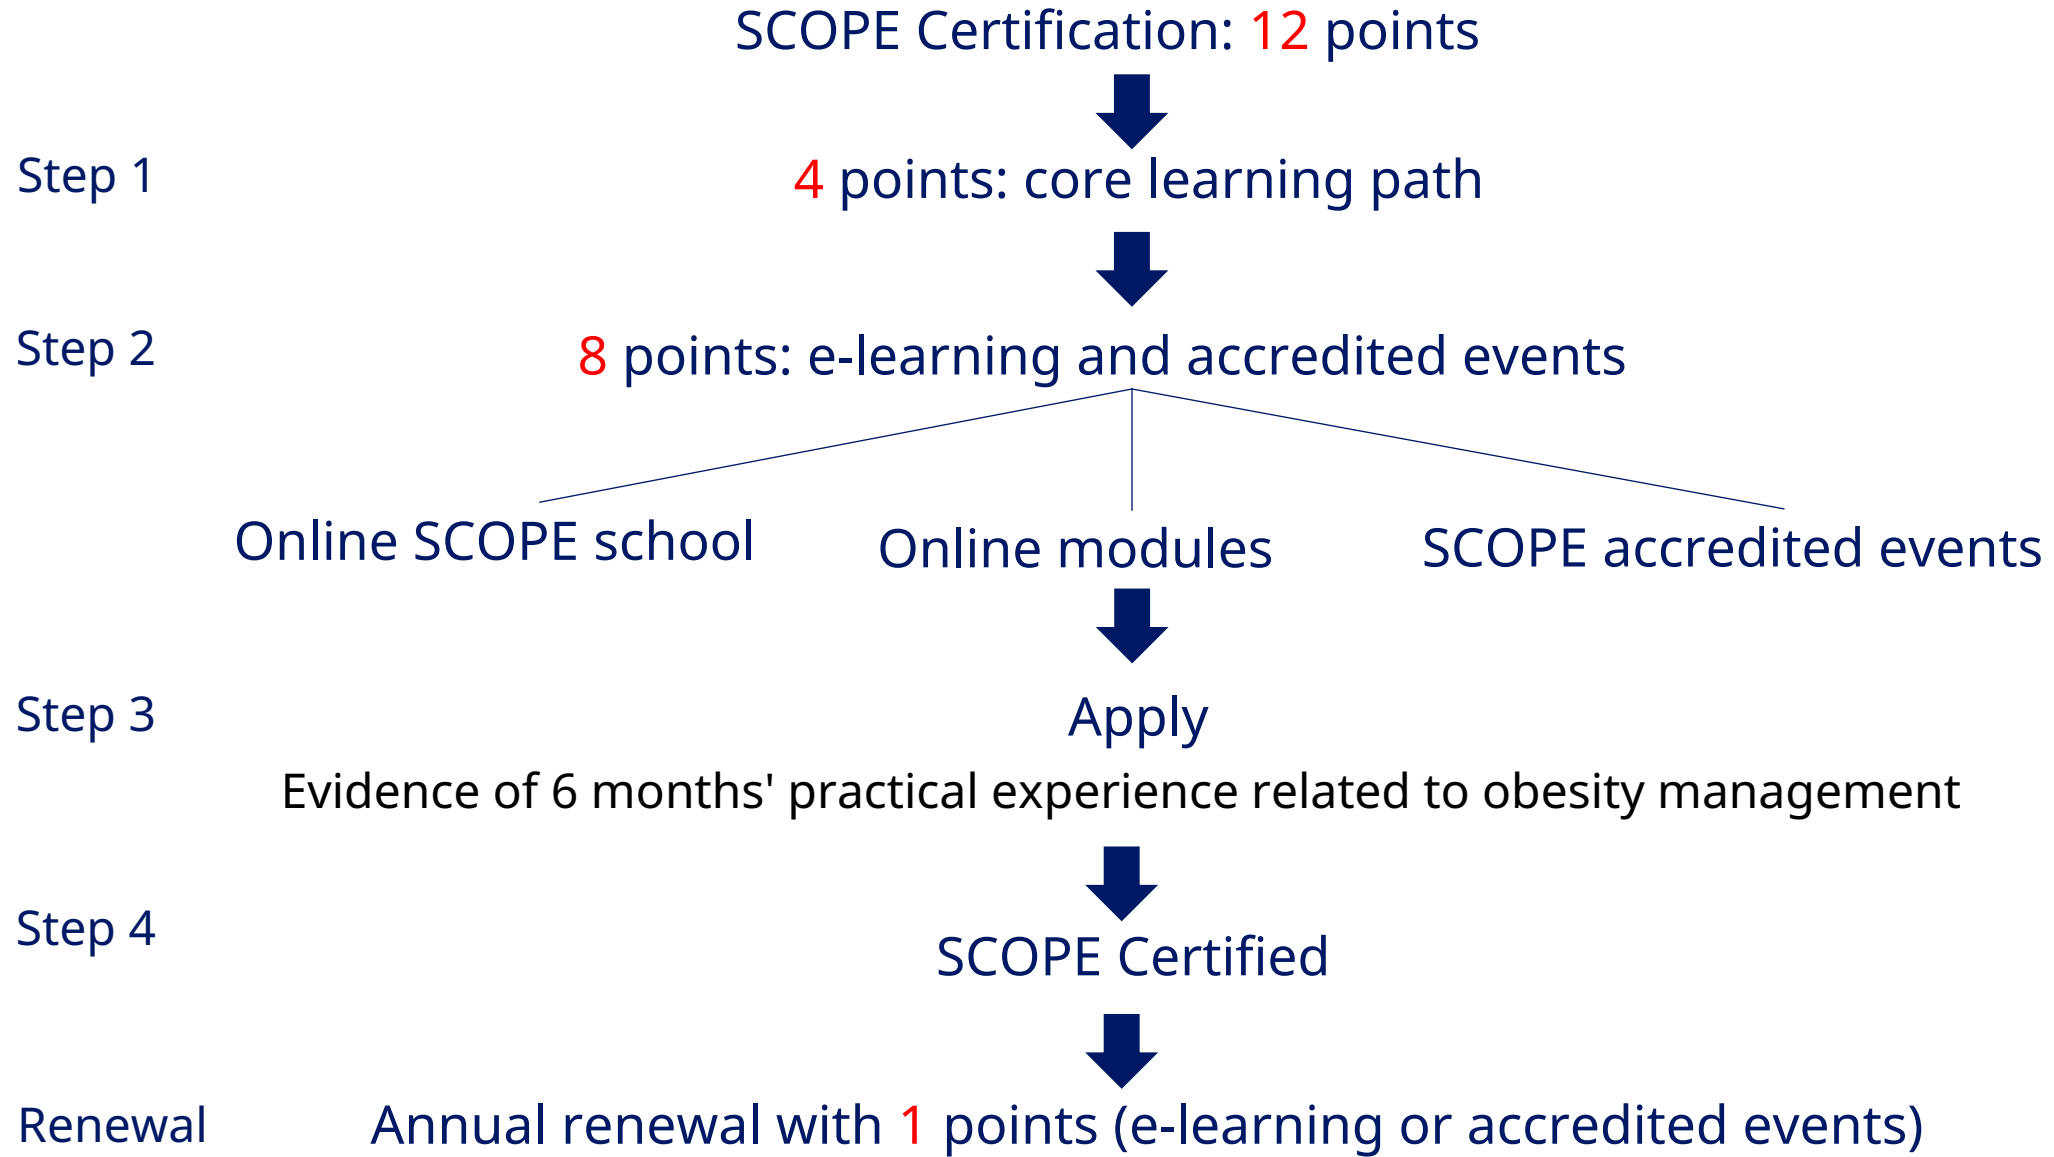 SCOPE Certification: 12 points
Step 1
4 points: core learning path
Step 2
8 points: e-learning and accredited events
Online SCOPE school
Online modules
SCOPE accredited events
Step 3
Apply
Evidence of 6 months' practical experience related to obesity management
Step 4
SCOPE Certified
Renewal
Annual renewal with 1 points (e-learning or accredited events)